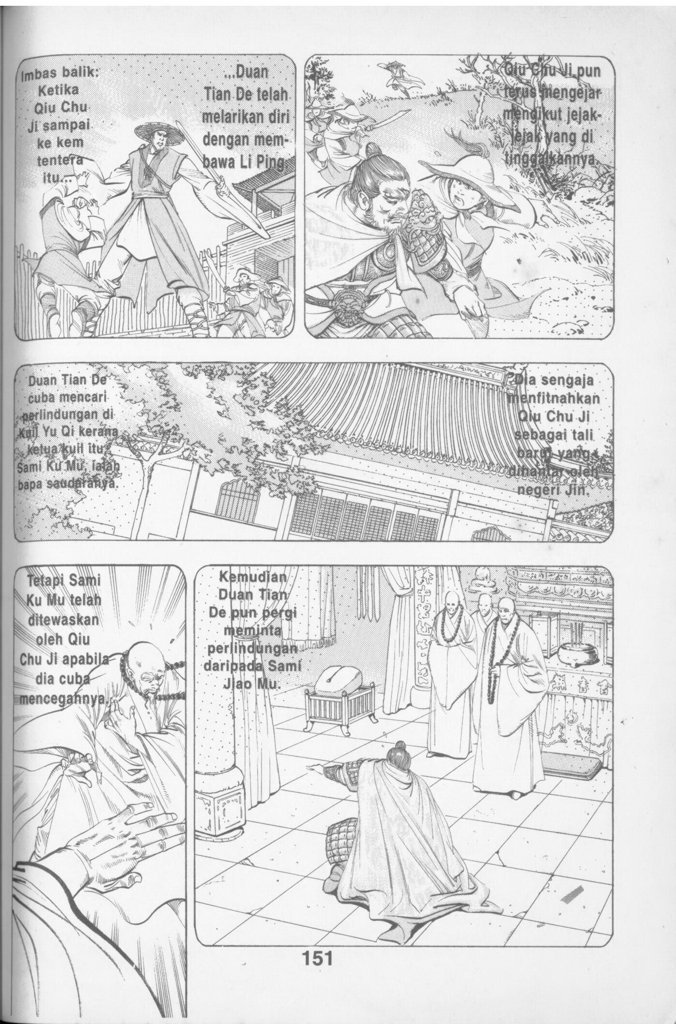 Imbas balik:
Ketika
Qiu Chu
Ji sampai
ke kem
tentera
itu...
...Duan
Tian De telah
melarikan diri
dengan mem-
bawa Li Ping.
Qiu Chu Ji pun
terus mengejar
mengikut jejak-
jejak yang di
tinggalkannya.
Duan Tian De
cuba mencari
perlindungan di
Kuil Yu Qi kerana
ketua kuil itu,
Sami Ku Mu, ialah
bapa saudaranya.
Dia sengaja
menfitnahkan
Qiu Chu Ji
sebagai tali
barut yang
dihantar oleh
negeri Jin.
Tetapi Sami
Ku Mu telah
ditewaskan
oleh Qiu
Chu Ji apabila
dia cuba
mencegahnya.
Kemudian
Duan Tian
De pun pergi
meminta
perlindungan
daripada Sami
Jiao Mu.
151